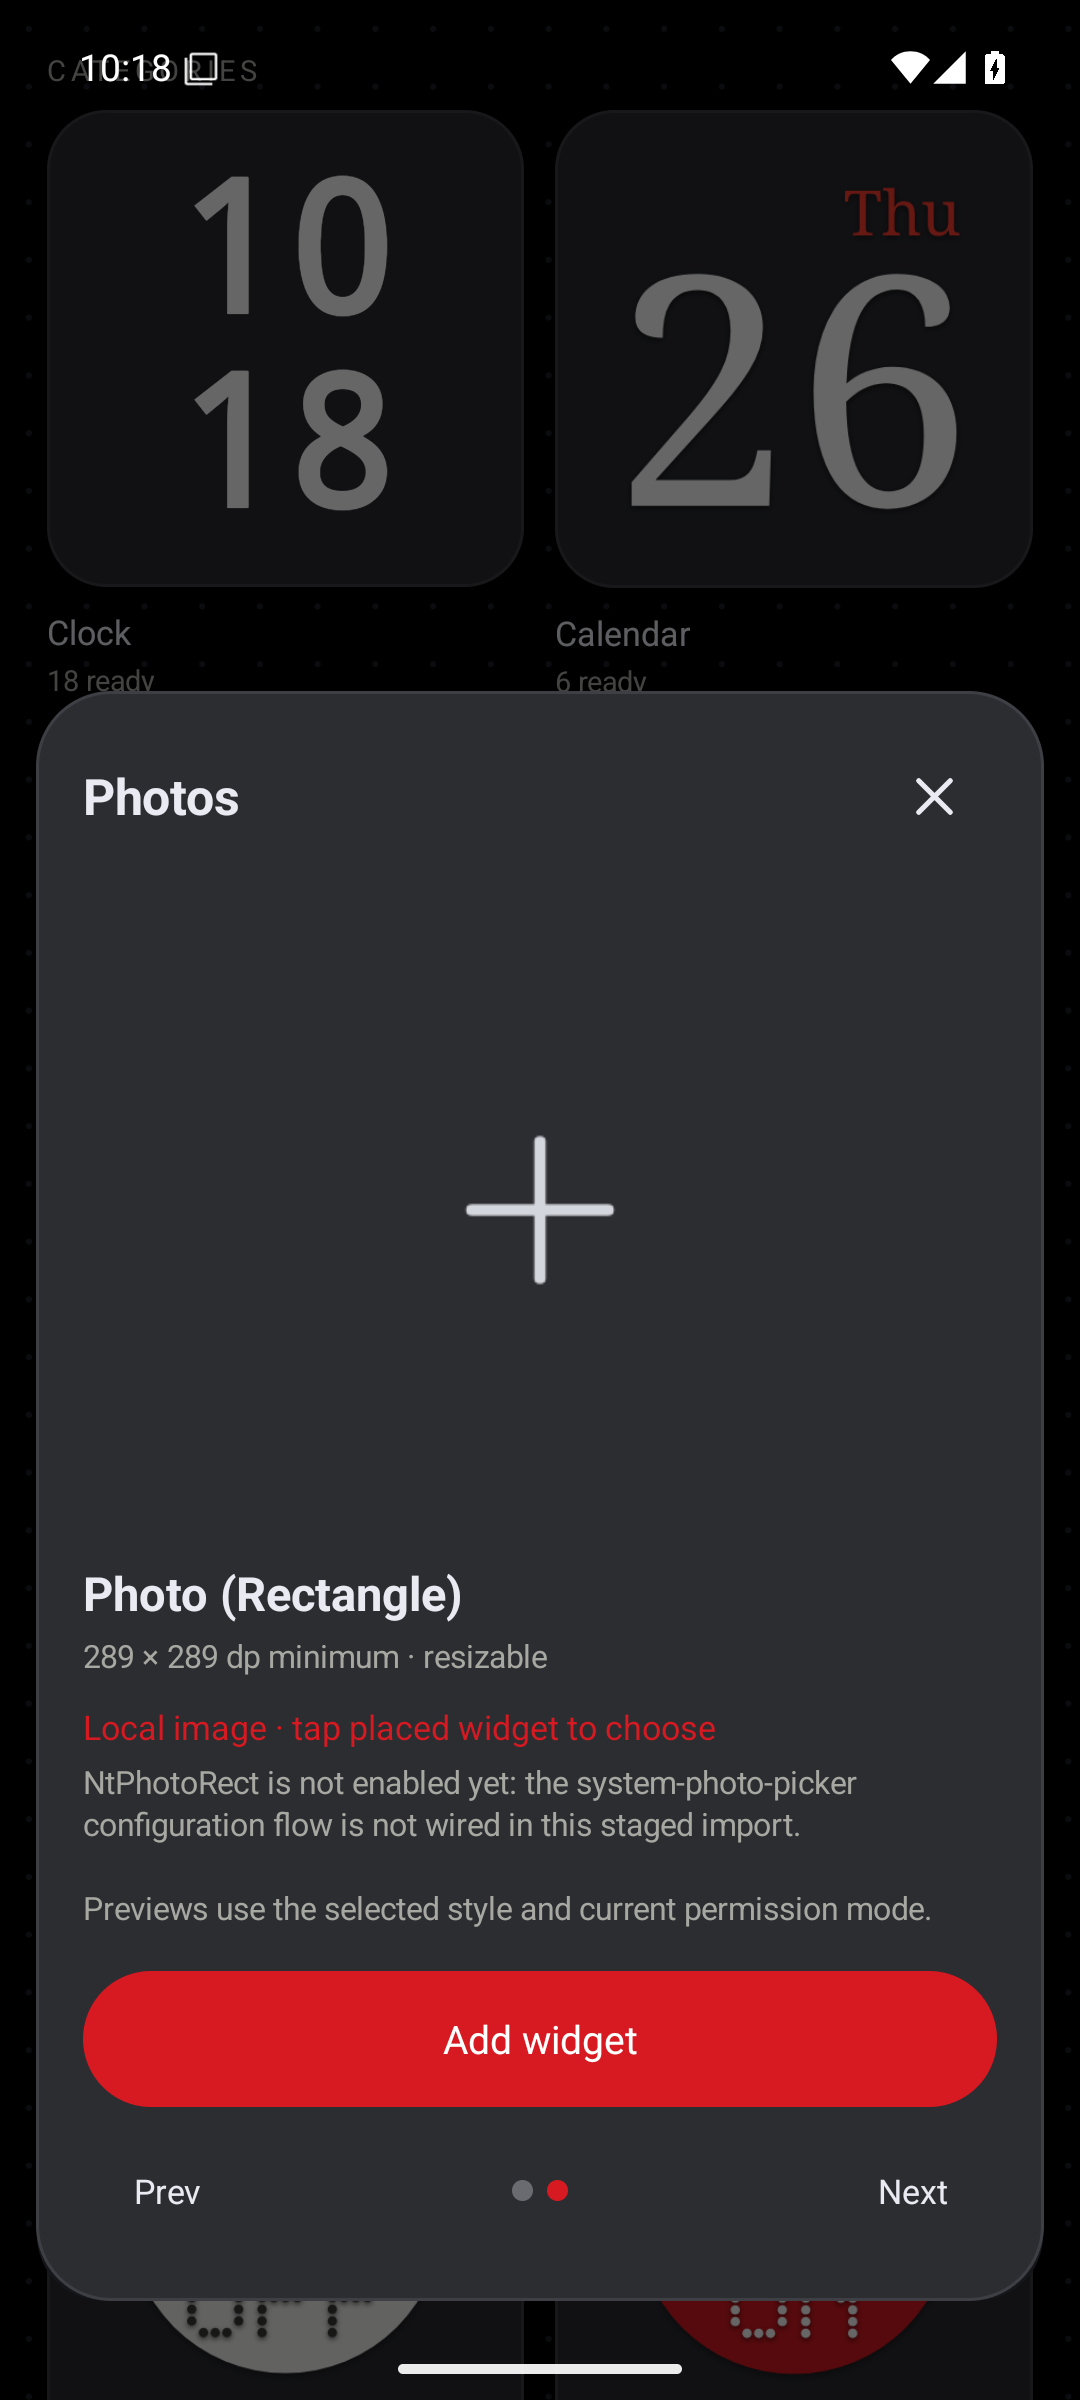 CATEGORIES
10:18
10
18
Thu
26
Clock
Calendar
18 ready
6 ready
Photos
Photo (Rectangle)
289 × 289 dp minimum · resizable
Local image · tap placed widget to choose
NtPhotoRect is not enabled yet: the system-photo-picker
configuration flow is not wired in this staged import.
Previews use the selected style and current permission mode.
Add widget
Prev
Next